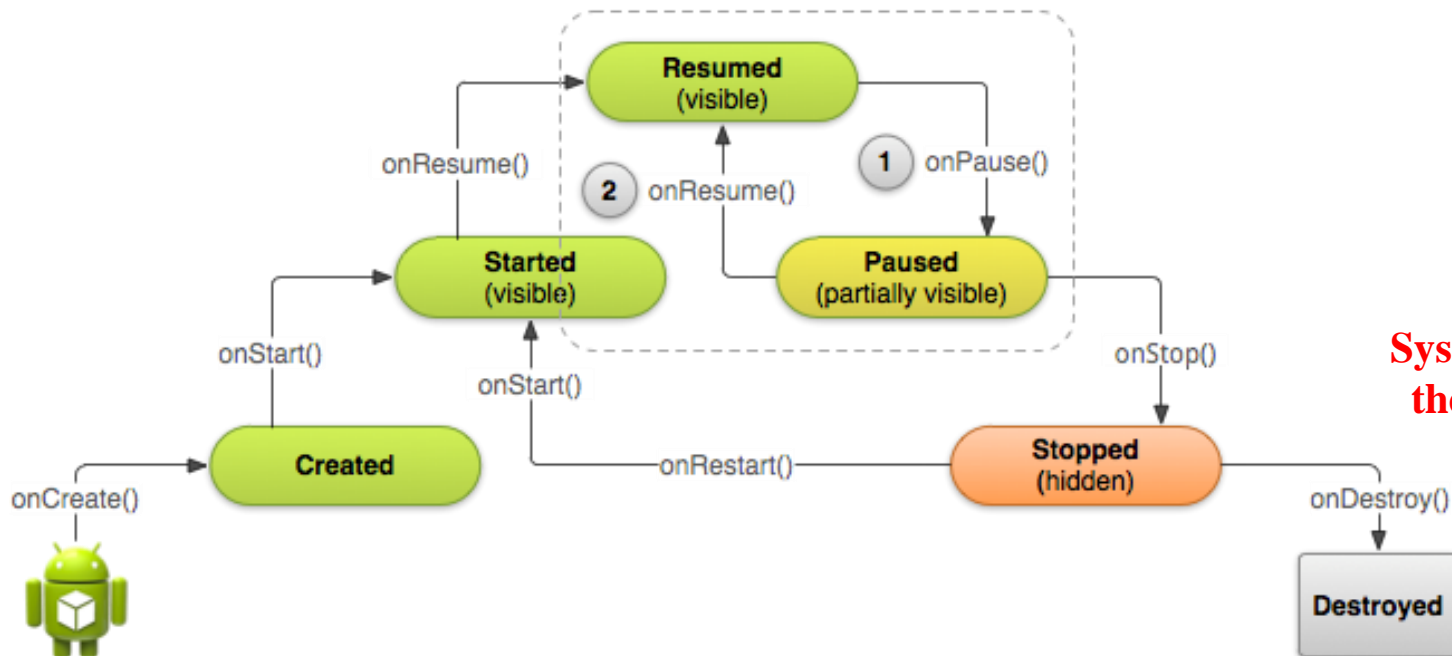 Resumed
(visible)
onResume()
1
onPause()
2
onResume()
Started
(visible)
Paused
(partially visible)
onStart()
onStart()
onStop()
Sys
the
Created
onRestart()
Stopped
(hidden)
onCreate()
onDestroy()
Destroyed